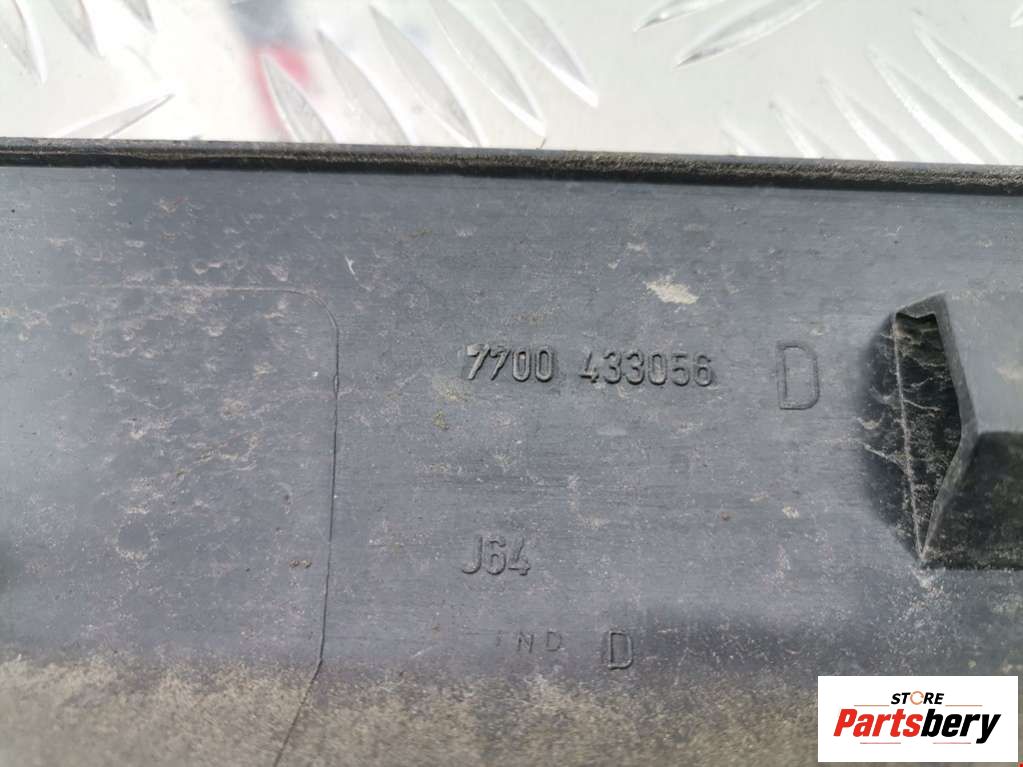 7700 433056 D
J64
IND D
STORE
Partsbery